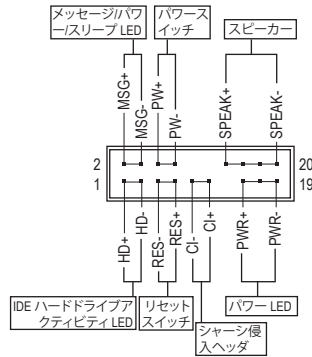 メッセージ/パワ
ー/スリープ LED
パワース
イッチ
スピーカー
MSG+
MSG-
PW+
PW-
SPEAK+
SPEAK-
2
20
1
19
HD+
HD-
RES-
RES+
CI-
CI+
PWR+
PWR-
IDE ハードドライブア
クティビティ LED
リセット
スイッチ
パワー LED
シャーシ侵
入ヘッダ